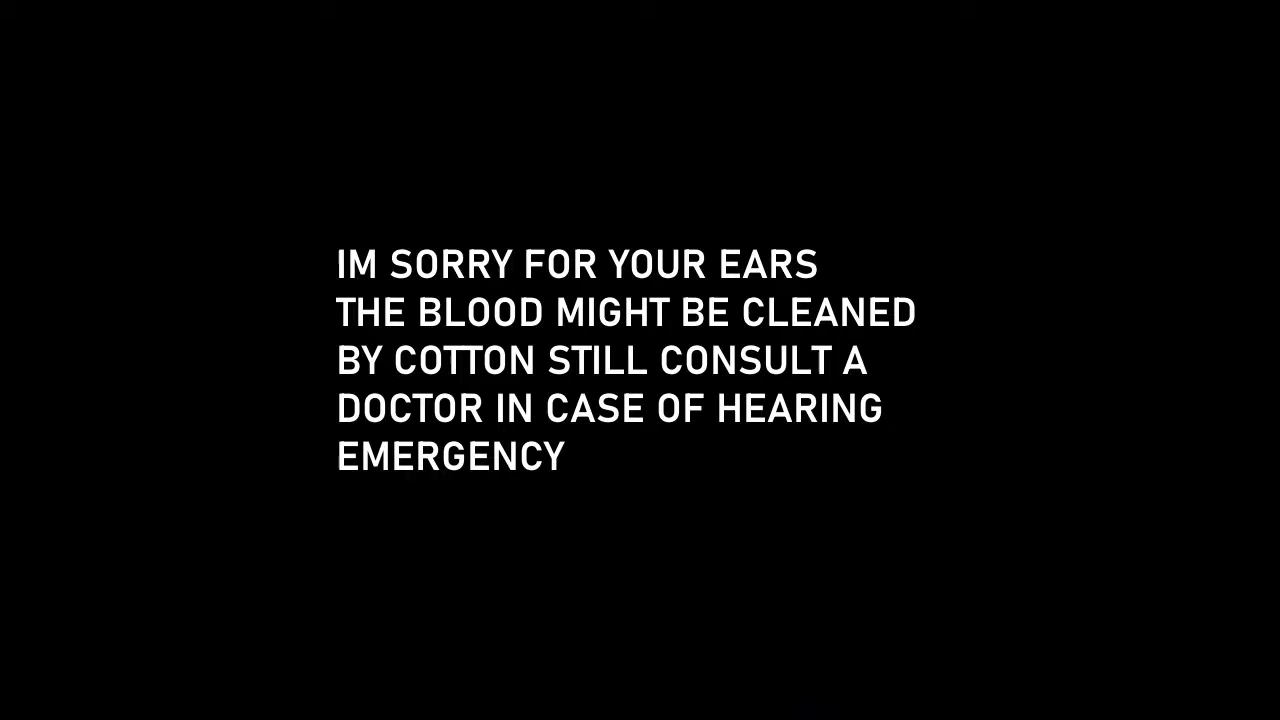 IM SORRY FOR YOUR EARS
THE BLOOD MIGHT BE CLEANED
BY COTTON STILL CONSULT A
DOCTOR IN CASE OF HEARING
EMERGENCY